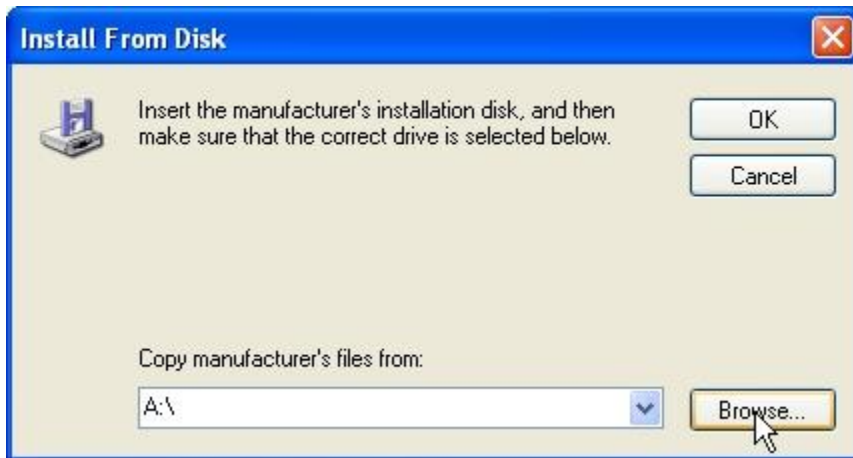 Install From Disk
Insert the manufacturer's installation disk, and then
make sure that the correct drive is selected below.
OK
Cancel
Copy manufacturer's files from:
A:\
Browse...